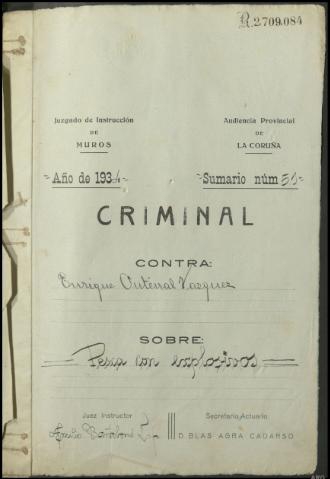 R.2709.084
Juzgado de Instrucción
DE
MUROS
Audiencia Provincial
DE
LA CORUÑA
Año de 1934
Sumario núm
CRIMINAL
CONTRA:
Enrique Outeiral Vazquez
SOBRE:
Pesca con explosivos
Juez Instructor
Secretario Actuario
D. BLAS AGRA CADARSO